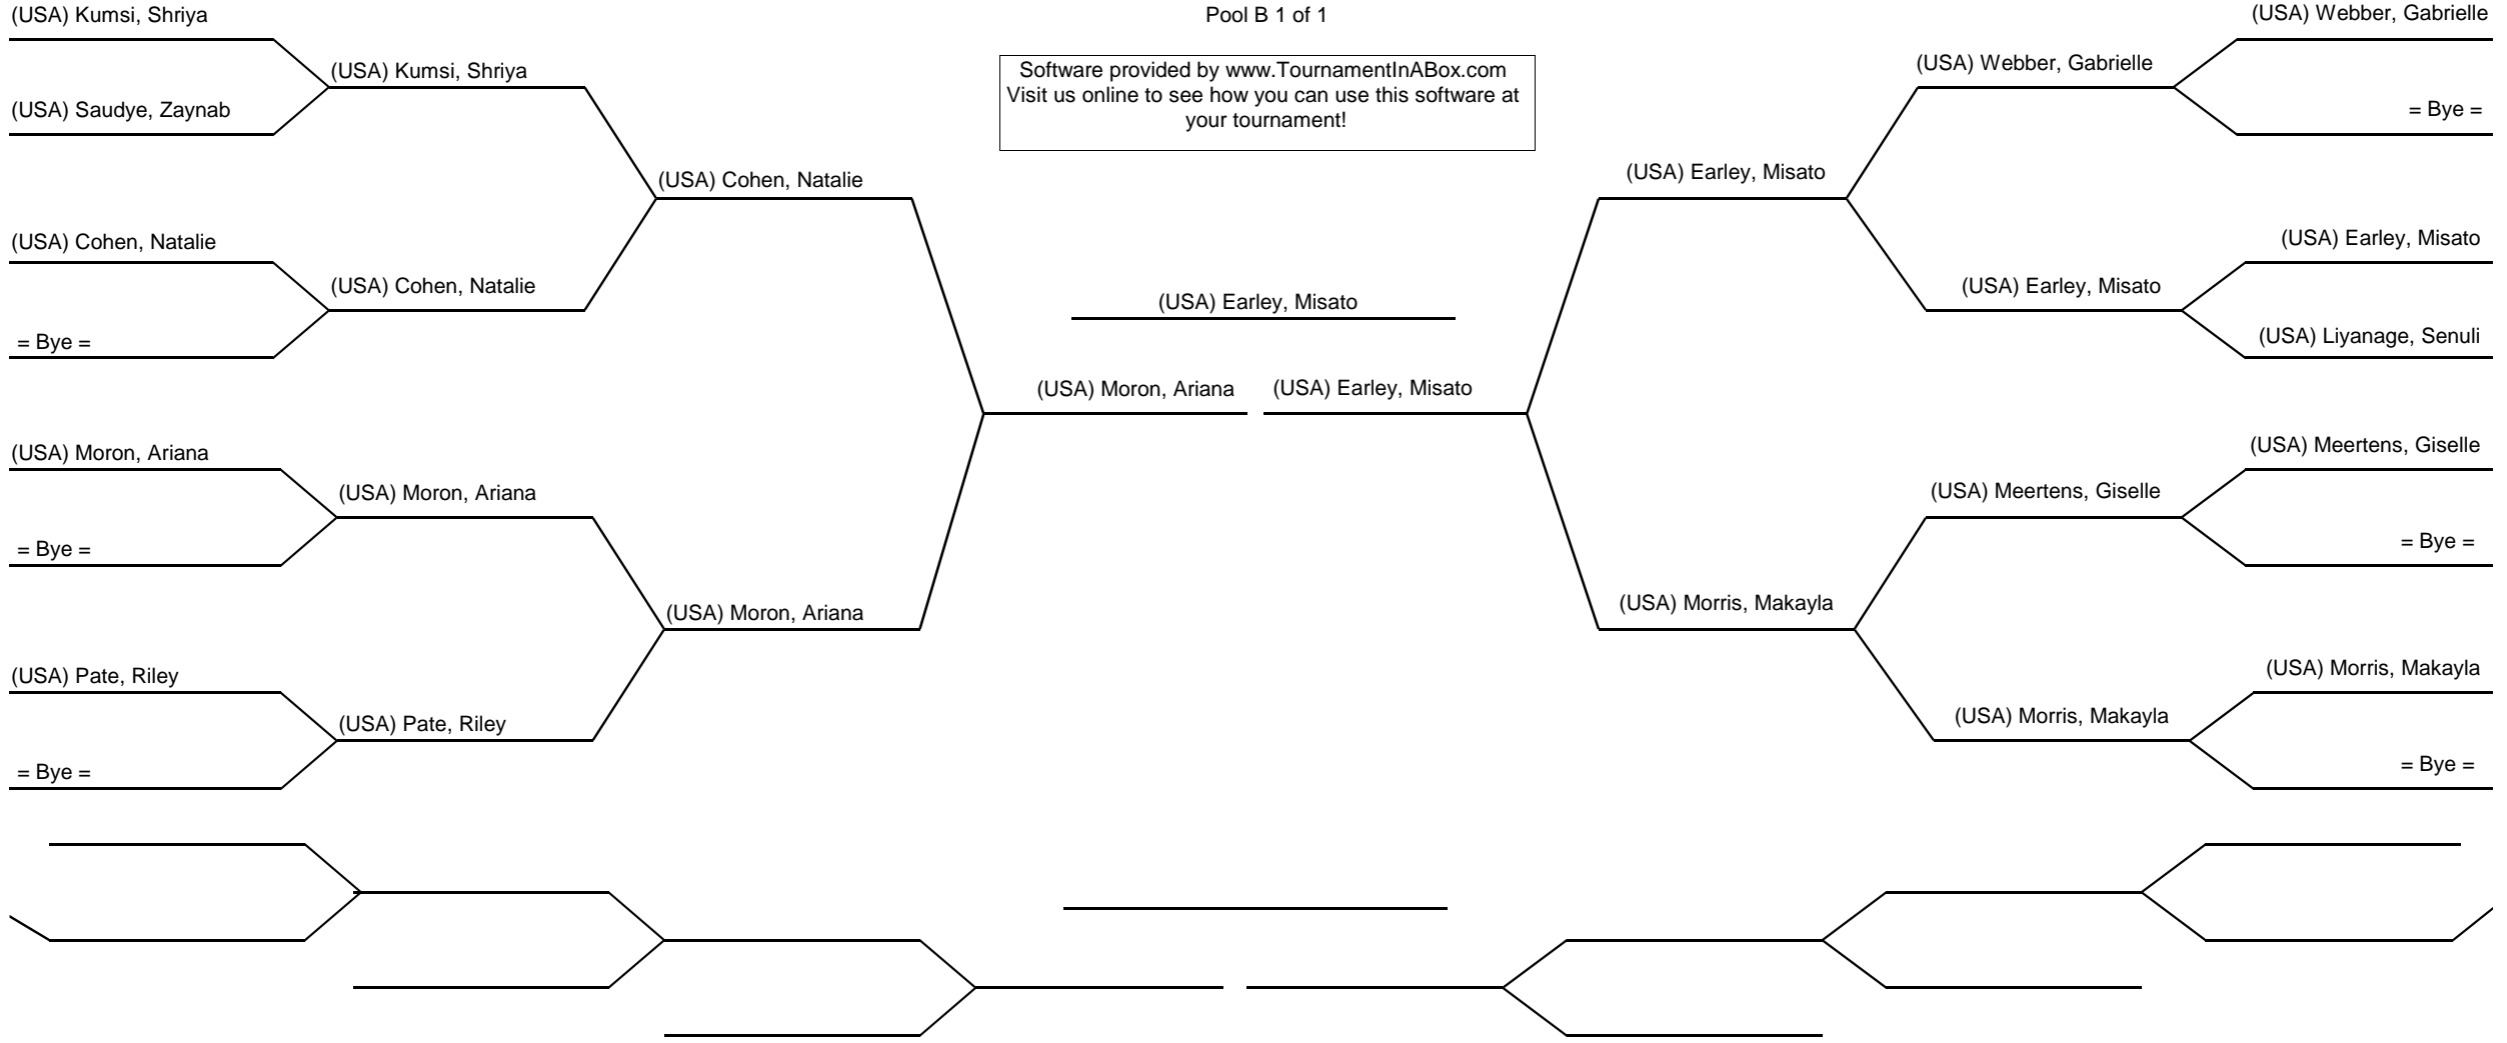 (USA) Kumsi, Shriya
Pool B 1 of 1
(USA) Webber, Gabrielle
(USA) Kumsi, Shriya
Software provided by www.TournamentInABox.com
Visit us online to see how you can use this software at
your tournament!
(USA) Webber, Gabrielle
(USA) Saudye, Zaynab
= Bye =
(USA) Cohen, Natalie
(USA) Earley, Misato
(USA) Cohen, Natalie
(USA) Earley, Misato
(USA) Cohen, Natalie
(USA) Earley, Misato
(USA) Earley, Misato
= Bye =
(USA) Liyanage, Senuli
(USA) Moron, Ariana
(USA) Earley, Misato
(USA) Moron, Ariana
(USA) Meertens, Giselle
(USA) Moron, Ariana
(USA) Meertens, Giselle
= Bye =
= Bye =
(USA) Moron, Ariana
(USA) Morris, Makayla
(USA) Pate, Riley
(USA) Morris, Makayla
(USA) Pate, Riley
(USA) Morris, Makayla
= Bye =
= Bye =